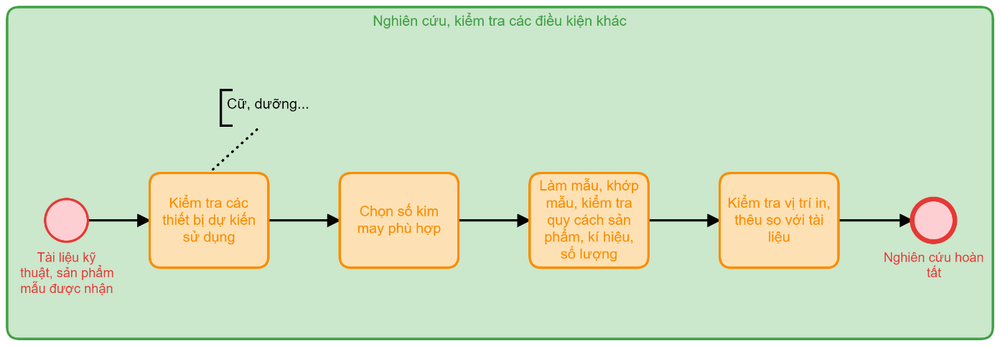 Nghiên cứu, kiểm tra các điều kiện khác
Cữ, dưỡng...
Tài liệu kỹ
thuật, sản phẩm
mẫu được nhận
Kiểm tra các
thiết bị dự kiến
sử dụng
Chọn số kim
may phù hợp
Làm mẫu, khớp
mẫu, kiểm tra
quy cách sản
phẩm, kí hiệu,
số lượng
Kiểm tra vị trí in,
thêu so với tài
liệu
Nghiên cứu hoàn
tất